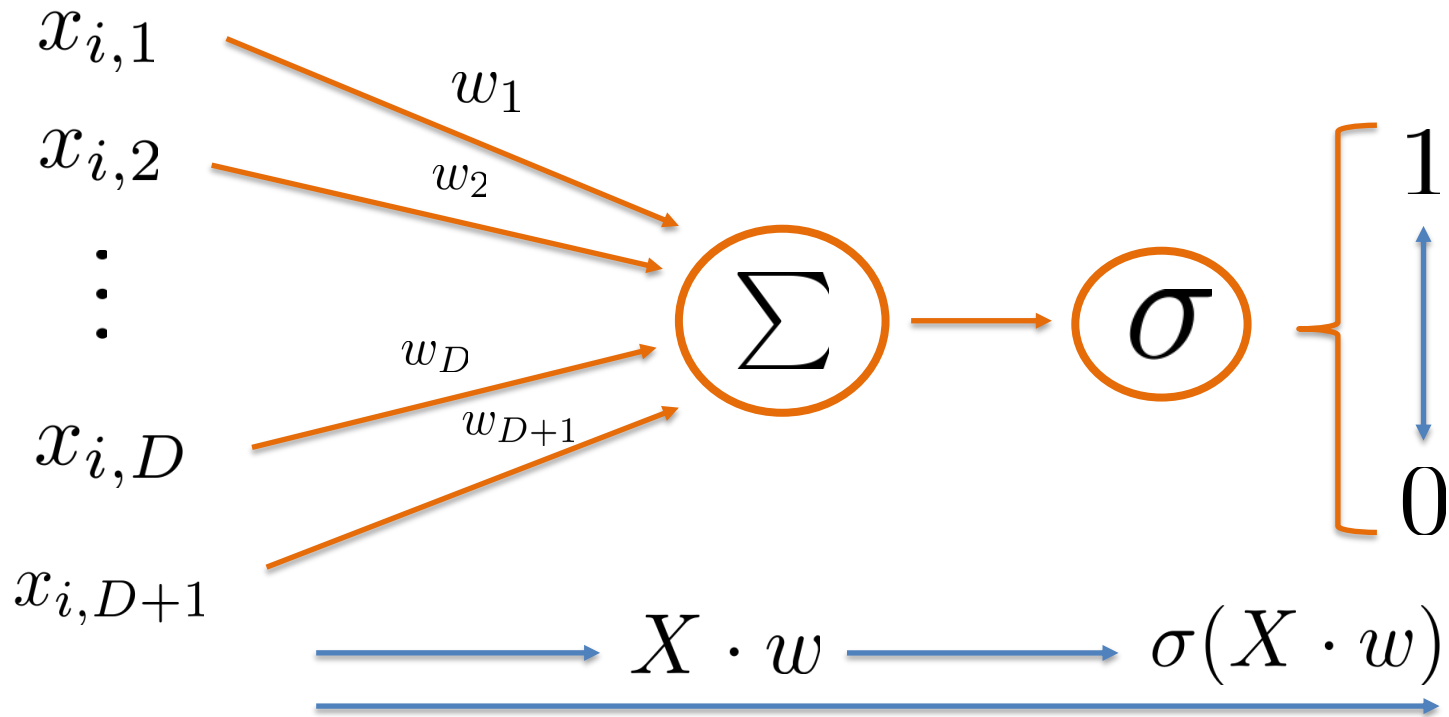 x_{i,1}
w_1
x_{i,2}
w_2
⋮
∑
σ
1
0
w_D
x_{i,D}
w_{D+1}
x_{i,D+1}
X · w
σ(X · w)